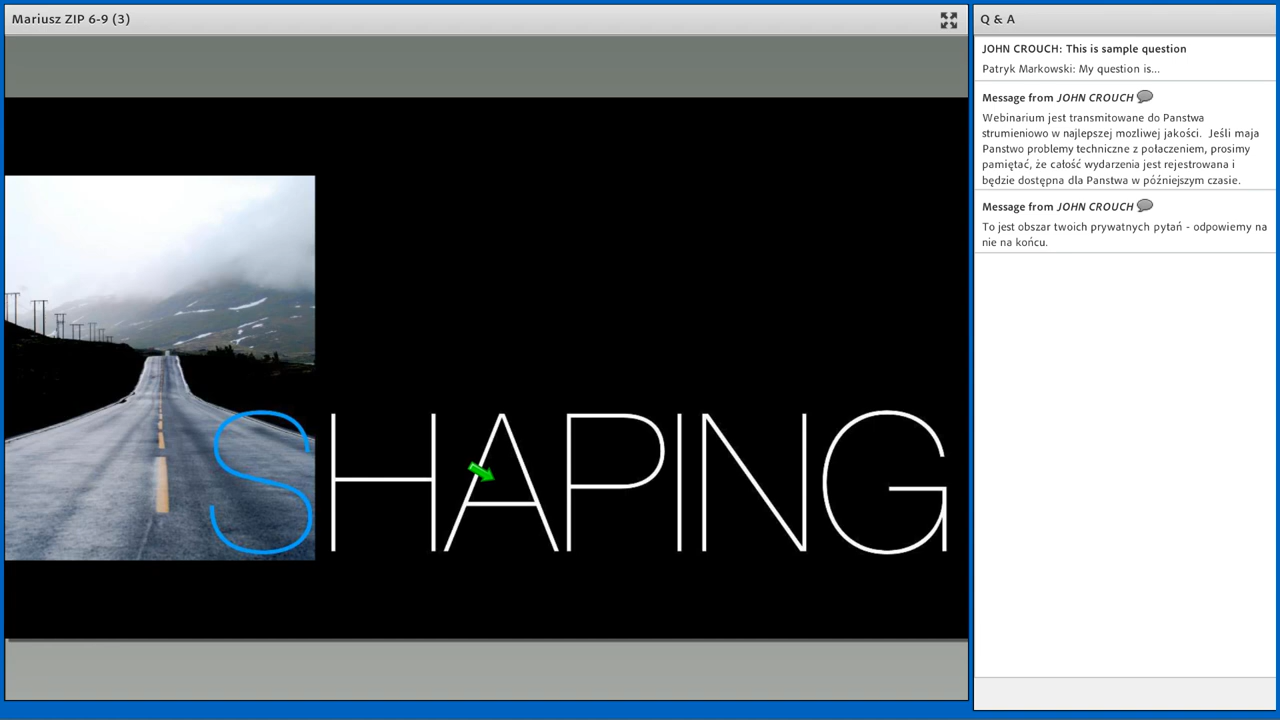 Mariusz ZIP 6-9 (3)
SHAPING
Q & A
JOHN CROUCH: This is sample question
Patryk Markowski: My question is...
Message from JOHN CROUCH
Webinarium jest transmitowane do Panstwa
strumieniowo w najlepszej mozliwej jakości.  Jeśli maja
Panstwo problemy techniczne z połaczeniem, prosimy
pamiętać, że całość wydarzenia jest rejestrowana i
będzie dostępna dla Panstwa w późniejszym czasie.
Message from JOHN CROUCH
To jest obszar twoich prywatnych pytań - odpowiemy na
nie na końcu.